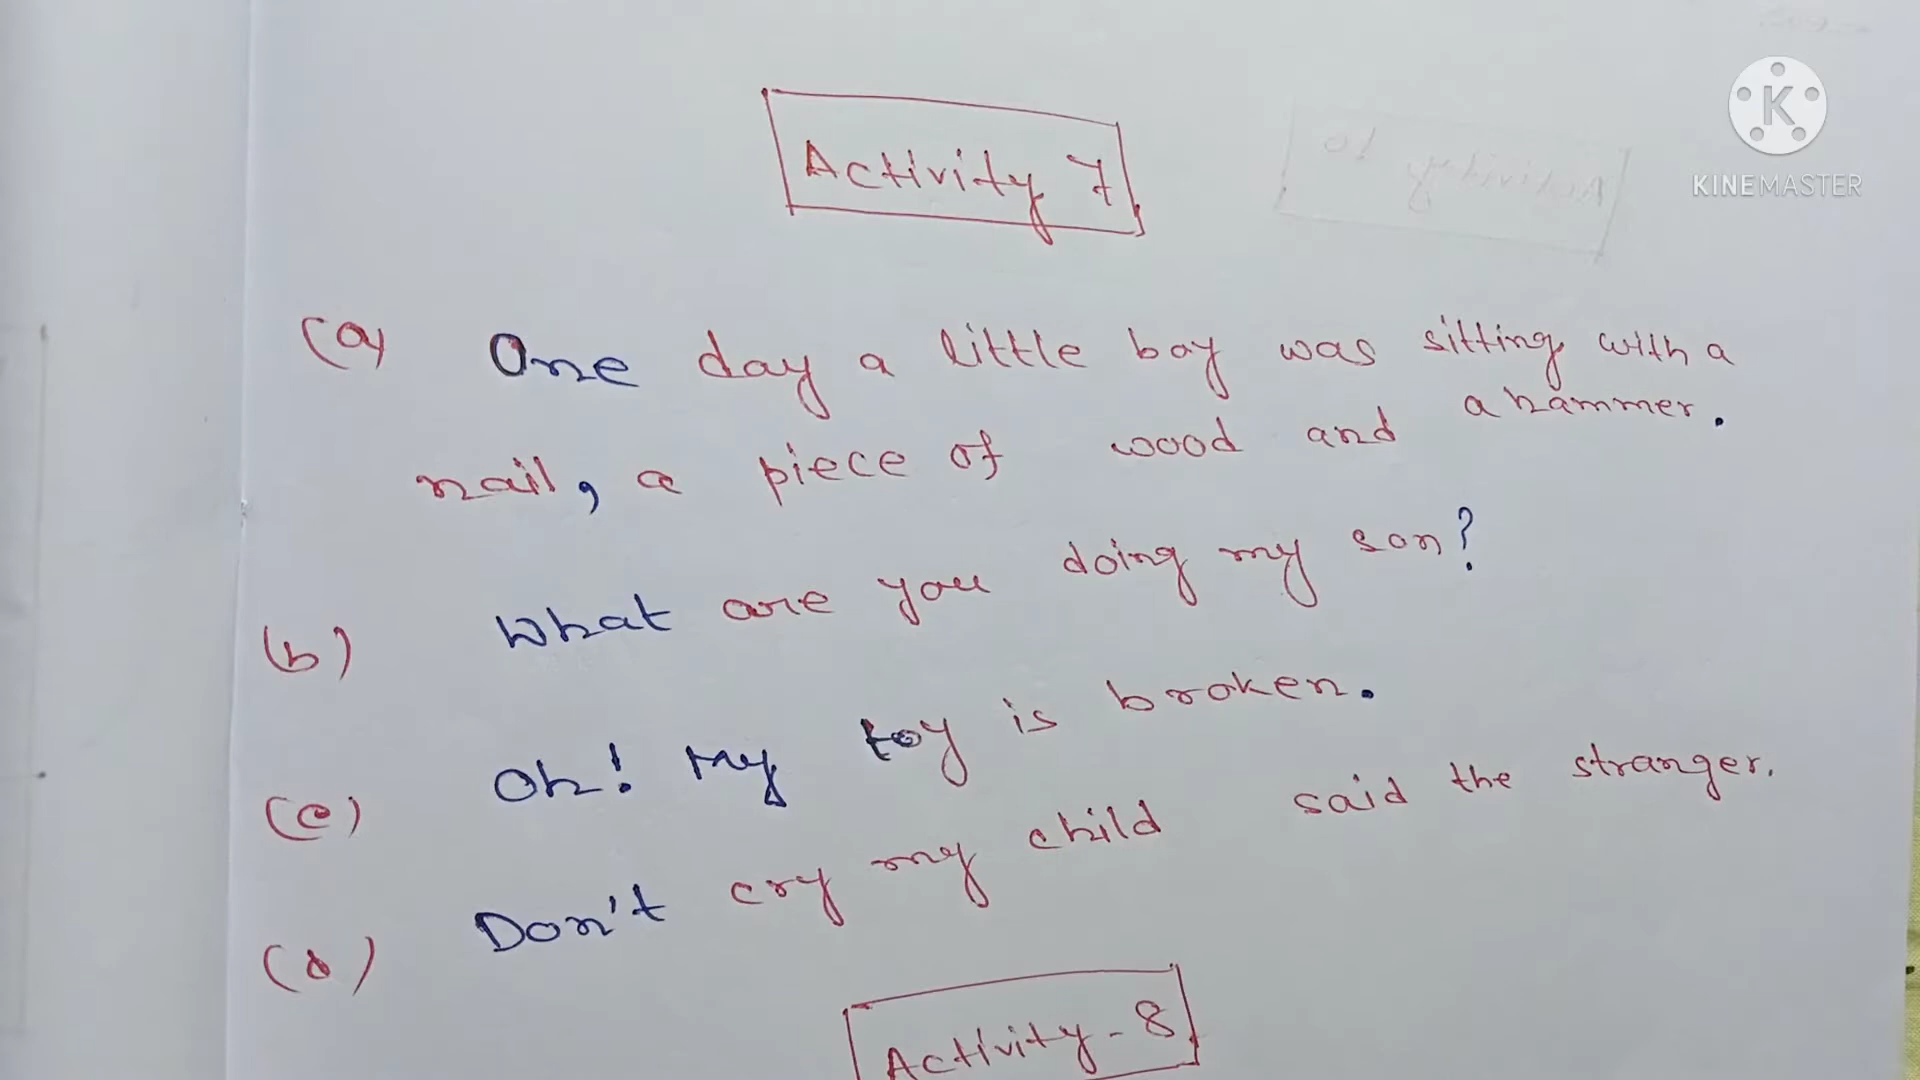 Activity 7
KINEMASTER
(a) One day a little boy was sitting with a
nail, a piece of wood and a hammer.
(b) What are you doing my son?
(c) Oh! My toy is broken.
(d) Don't cry my child said the stranger.
Activity - 8